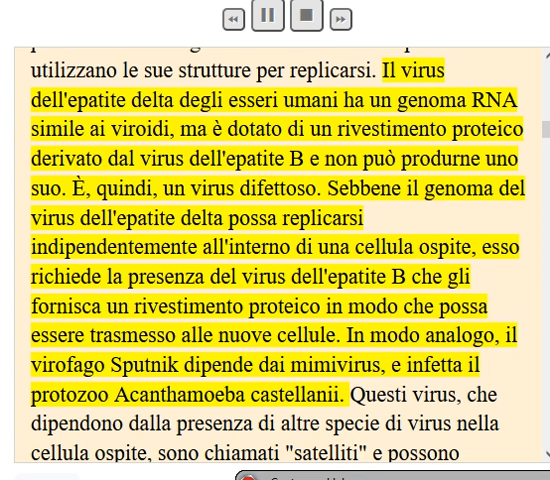 utilizzano le sue strutture per replicarsi. Il virus
dell'epatite delta degli esseri umani ha un genoma RNA
simile ai viroidi, ma è dotato di un rivestimento proteico
derivato dal virus dell'epatite B e non può produrne uno
suo. È, quindi, un virus difettoso. Sebbene il genoma del
virus dell'epatite delta possa replicarsi
indipendentemente all'interno di una cellula ospite, esso
richiede la presenza del virus dell'epatite B che gli
fornisca un rivestimento proteico in modo che possa
essere trasmesso alle nuove cellule. In modo analogo, il
virofago Sputnik dipende dai mimivirus, e infetta il
protozoo Acanthamoeba castellanii. Questi virus, che
dipendono dalla presenza di altre specie di virus nella
cellula ospite, sono chiamati "satelliti" e possono